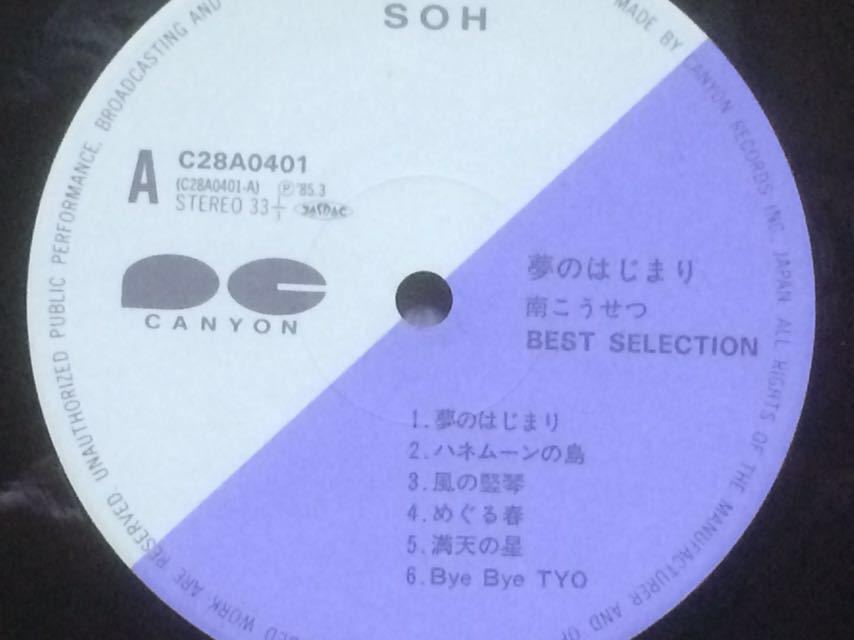 SOH
A
C28A0401
(C28A0401-A) Ⓟ'85.3
STEREO 33⅓ JASRAC
CANYON
夢のはじまり
南こうせつ
BEST SELECTION
1.夢のはじまり
2.ハネムーンの島
3.風の竪琴
4.めぐる春
5.満天の星
6.Bye Bye TYO
MADE BY CANYON RECORDS INC., JAPAN ALL RIGHTS OF THE MANUFACTURER AND OF
WORK ARE RESERVED. UNAUTHORIZED PUBLIC PERFORMANCE, BROADCASTING AND